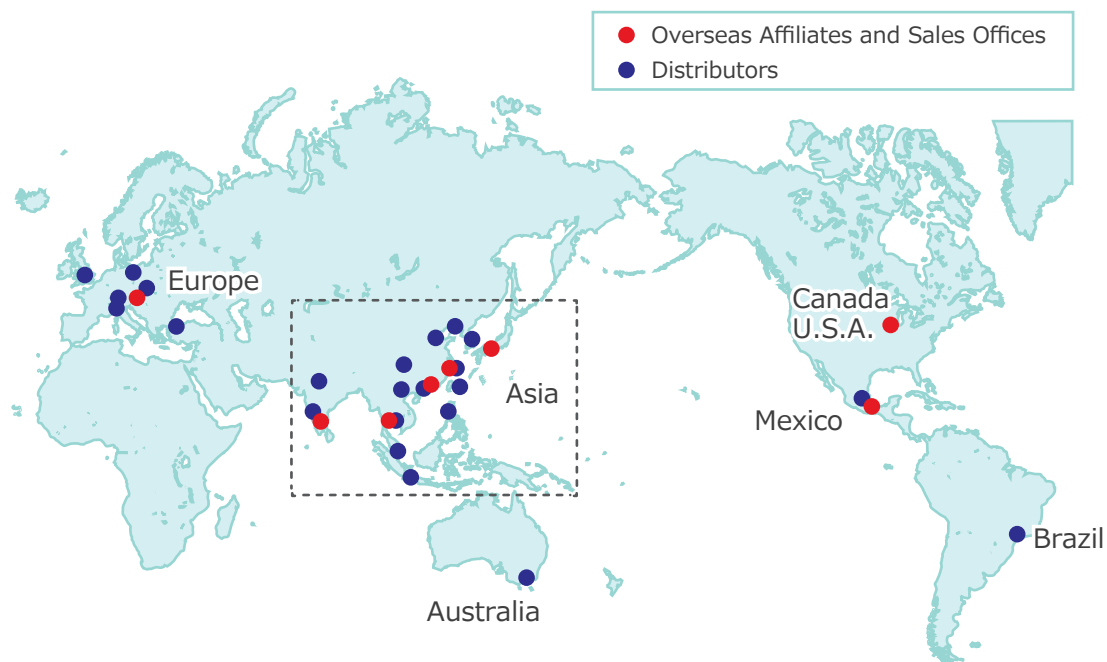 Overseas Affiliates and Sales Offices
Distributors
Europe
Canada
U.S.A.
Asia
Mexico
Brazil
Australia